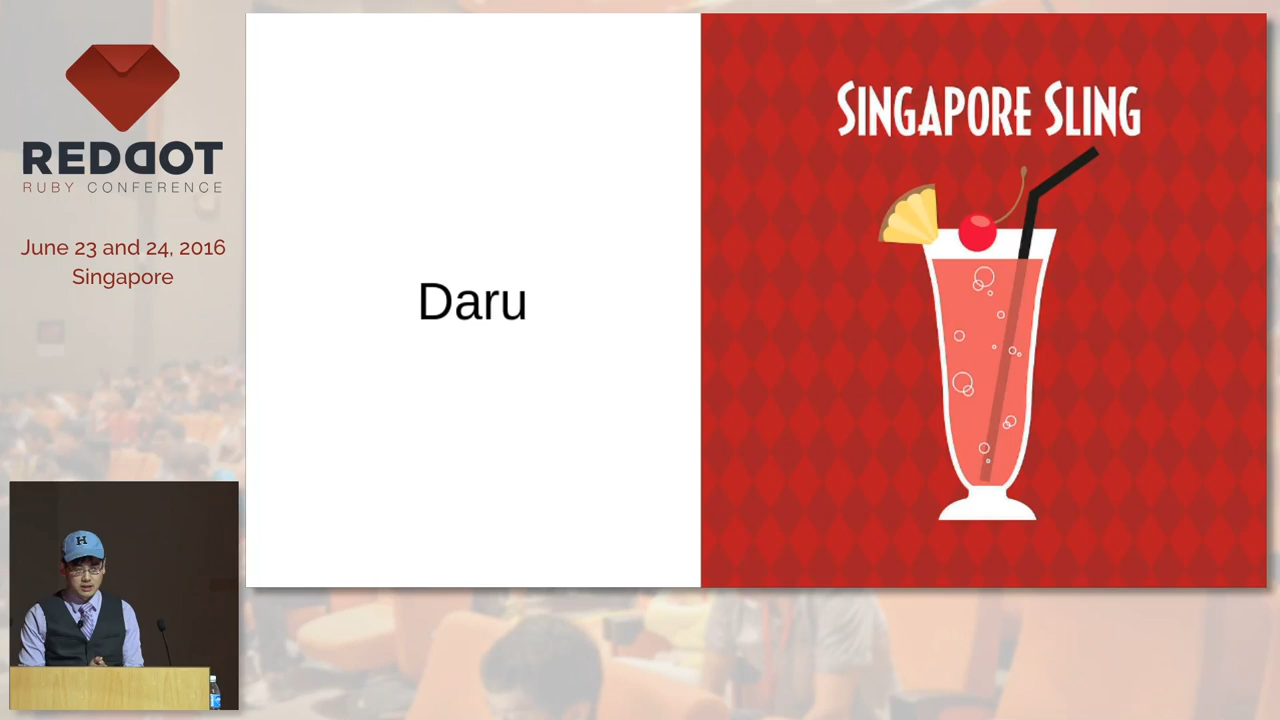 REDDOT
RUBY CONFERENCE
June 23 and 24, 2016
Singapore
Daru
SINGAPORE SLING
H